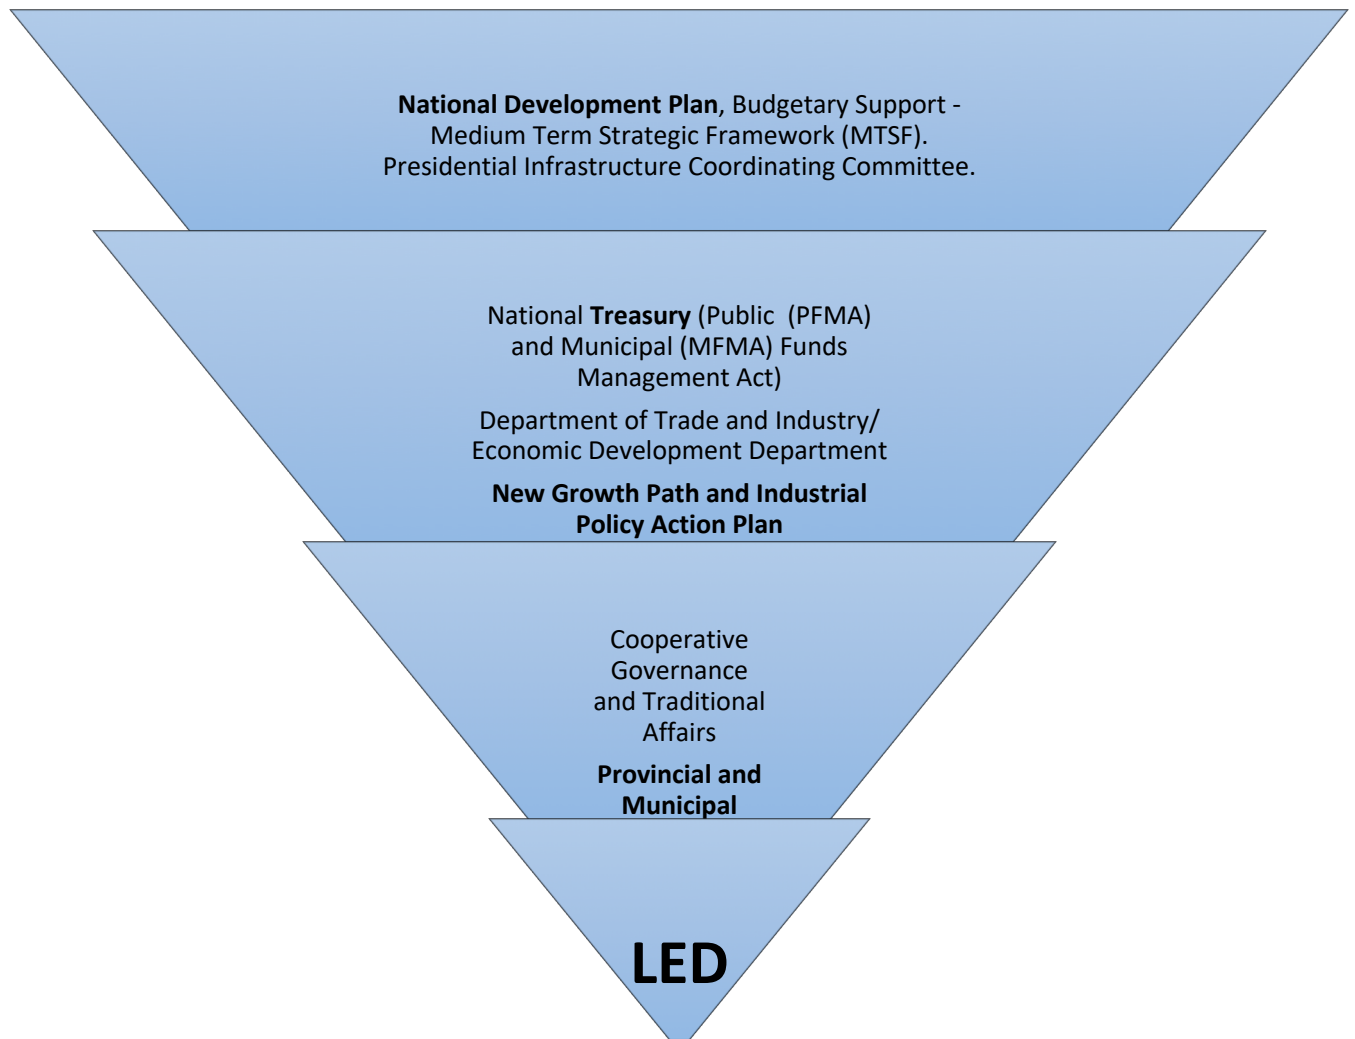 National Development Plan, Budgetary Support -
Medium Term Strategic Framework (MTSF).
Presidential Infrastructure Coordinating Committee.
National Treasury (Public  (PFMA)
and Municipal (MFMA) Funds
Management Act)
Department of Trade and Industry/
Economic Development Department
New Growth Path and Industrial
Policy Action Plan
Cooperative
Governance
and Traditional
Affairs
Provincial and
Municipal
LED